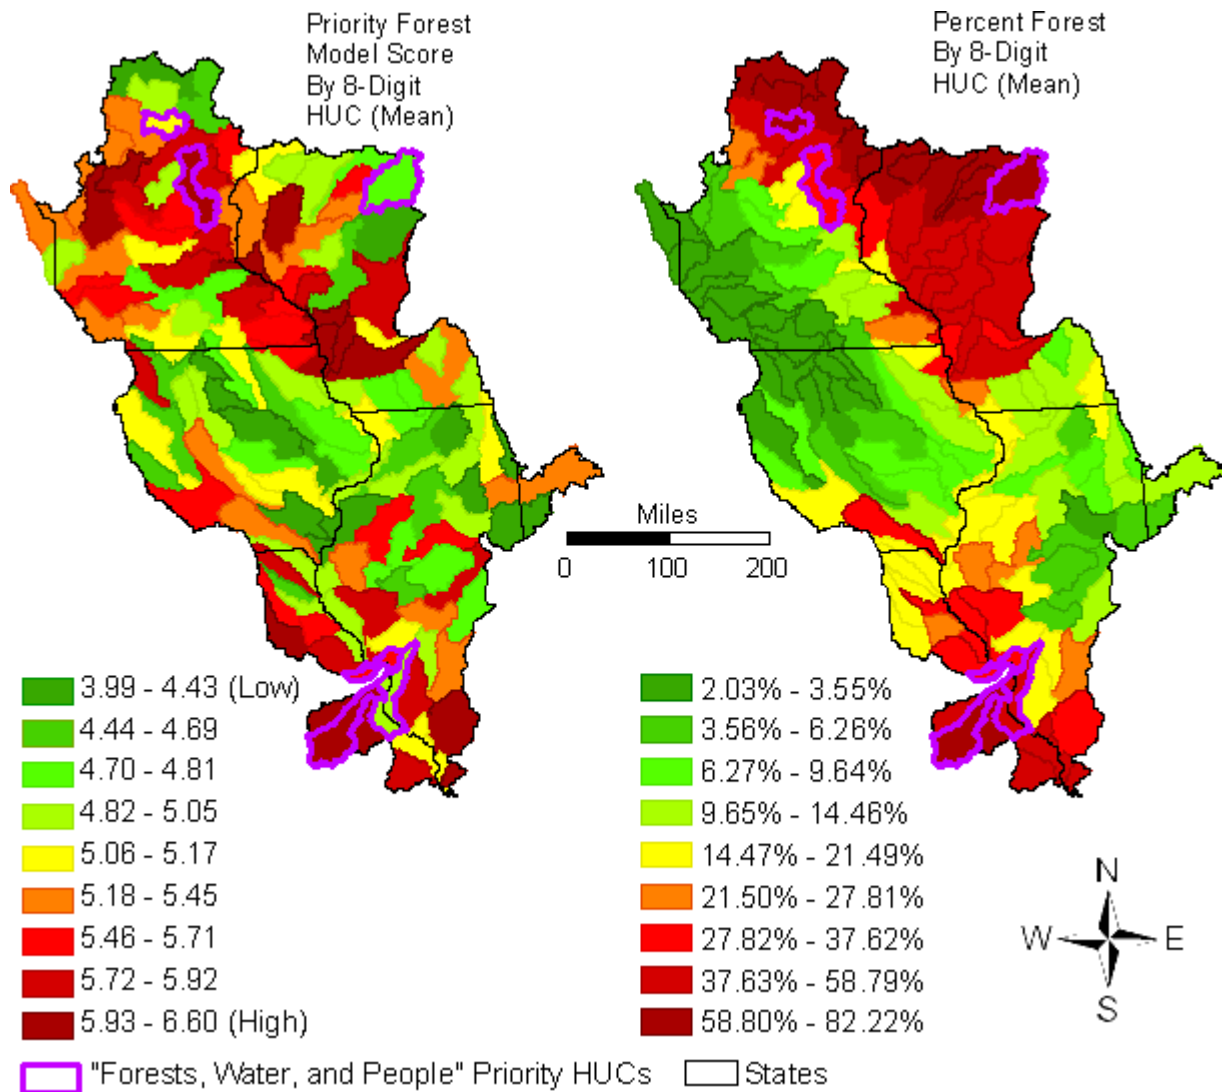 Priority Forest
Model Score
By 8-Digit
HUC (Mean)
Percent Forest
By 8-Digit
HUC (Mean)
Miles
0 100 200
3.99 - 4.43 (Low)
4.44 - 4.69
4.70 - 4.81
4.82 - 5.05
5.06 - 5.17
5.18 - 5.45
5.46 - 5.71
5.72 - 5.92
5.93 - 6.60 (High)
2.03% - 3.55%
3.56% - 6.26%
6.27% - 9.64%
9.65% - 14.46%
14.47% - 21.49%
21.50% - 27.81%
27.82% - 37.62%
37.63% - 58.79%
58.80% - 82.22%
N
W E
S
"Forests, Water, and People" Priority HUCs
States